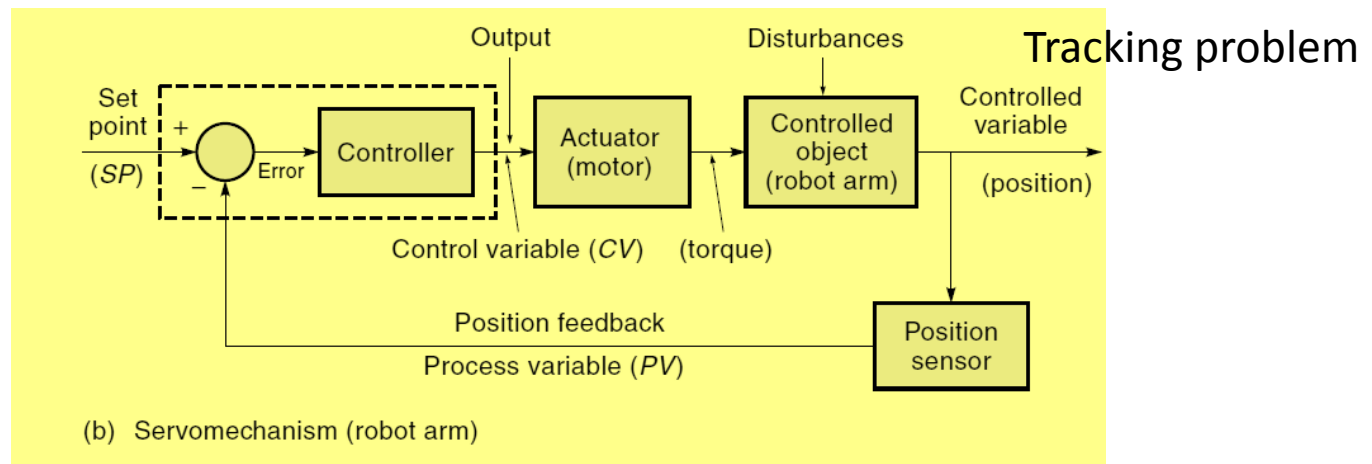 Tracking problem
Output
Disturbances
Set
point
+
(SP)
−
Error
Controller
Actuator
(motor)
Controlled
object
(robot arm)
Controlled
variable
(position)
Control variable (CV)
(torque)
Position feedback
Process variable (PV)
Position
sensor
(b) Servomechanism (robot arm)